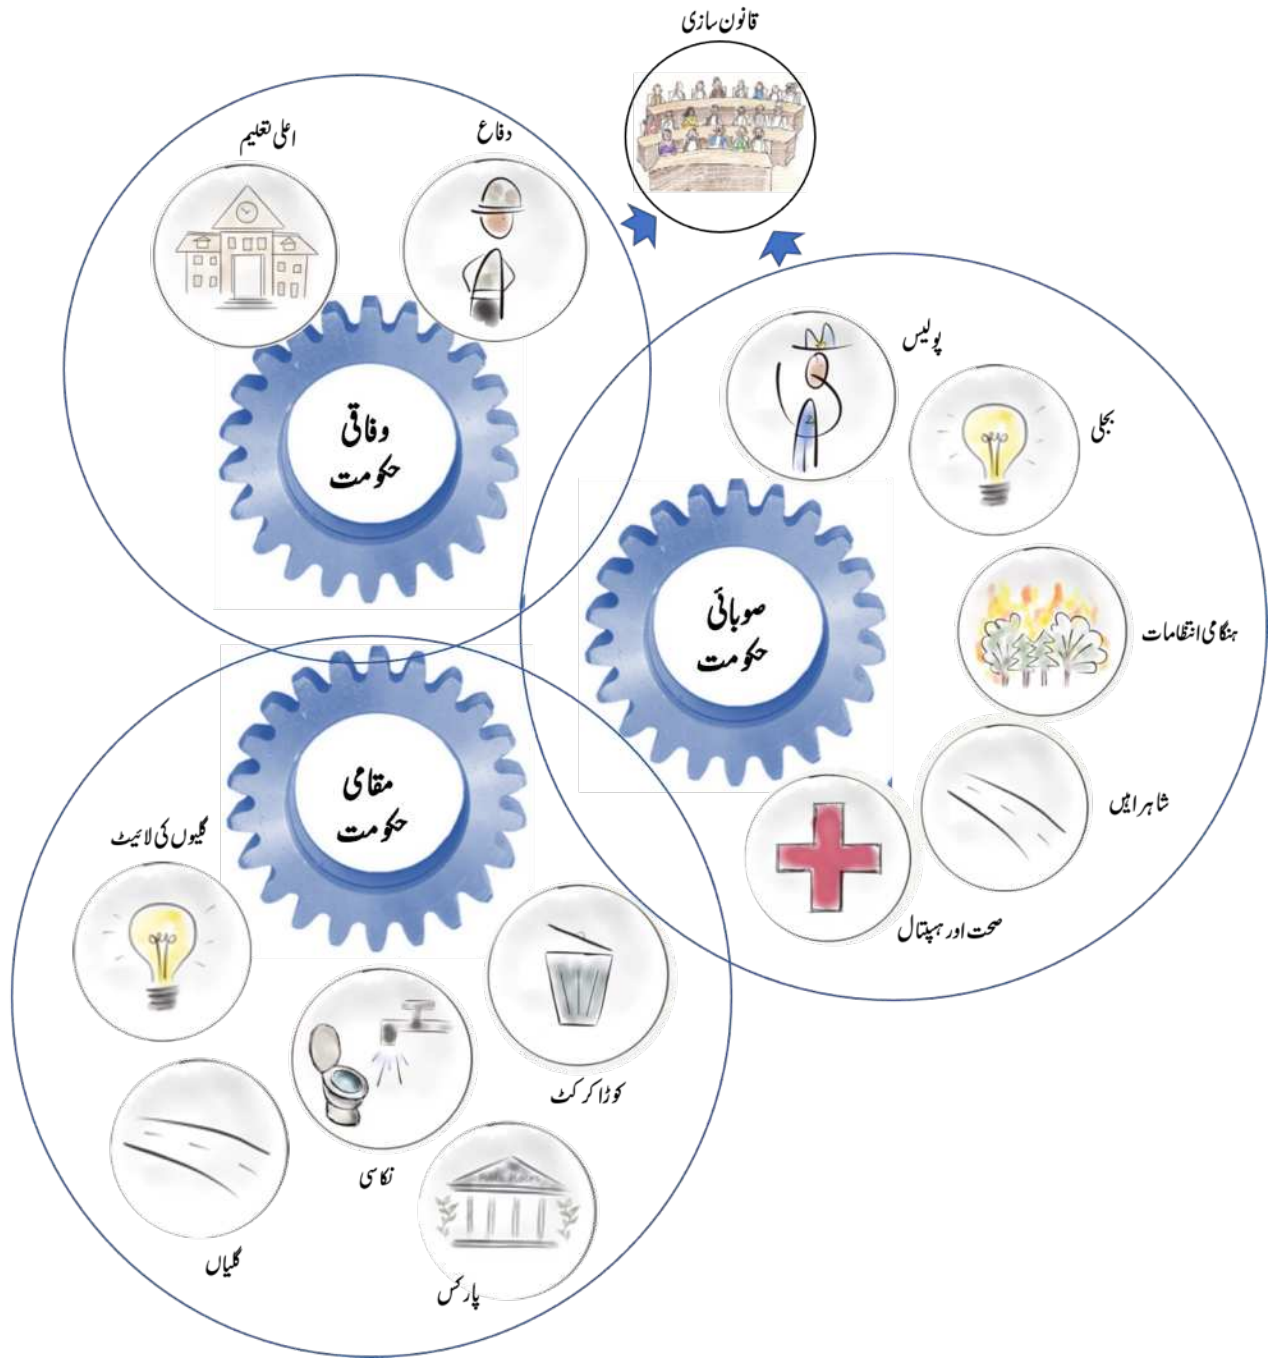 قانون سازی
دفاع
اعلی تعلیم
وفاقی
حکومت
پولیس
بجلی
صوبائی
حکومت
ہنگامی انتظامات
شاہراہیں
صحت اور ہسپتال
مقامی
حکومت
گلیوں کی لائیٹ
کوڑا کرکٹ
نکاسی
گلیاں
پارکس